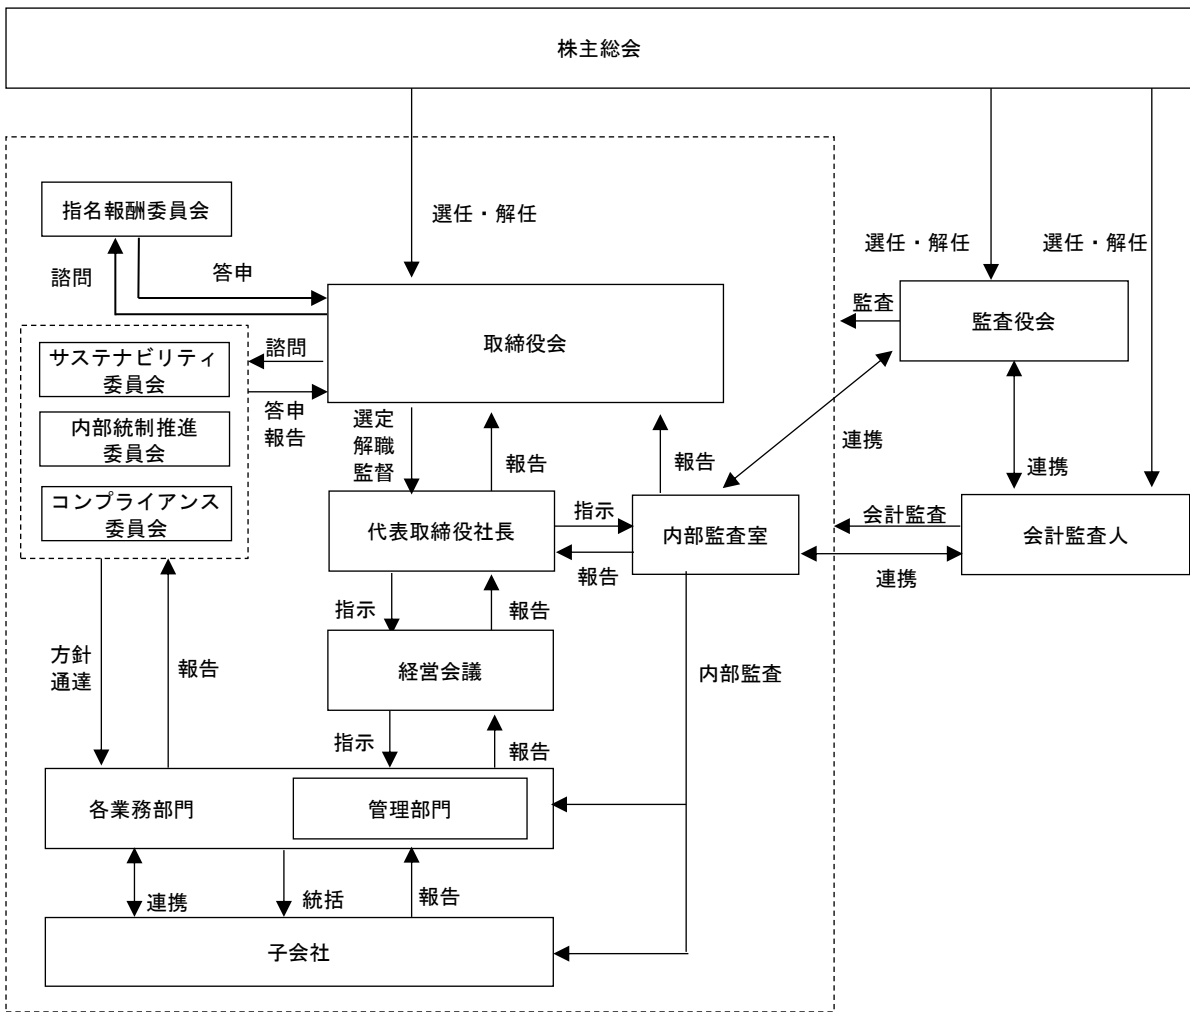 株主総会
選任・解任
選任・解任
選任・解任
指名報酬委員会
諮問
答申
取締役会
監査
監査役会
諮問
サステナビリティ
委員会
内部統制推進
委員会
コンプライアンス
委員会
答申
報告
選定
解職
監督
報告
報告
連携
連携
代表取締役社長
指示
報告
内部監査室
会計監査
連携
会計監査人
指示
報告
方針
通達
報告
経営会議
内部監査
指示
報告
各業務部門
管理部門
連携
統括
報告
子会社